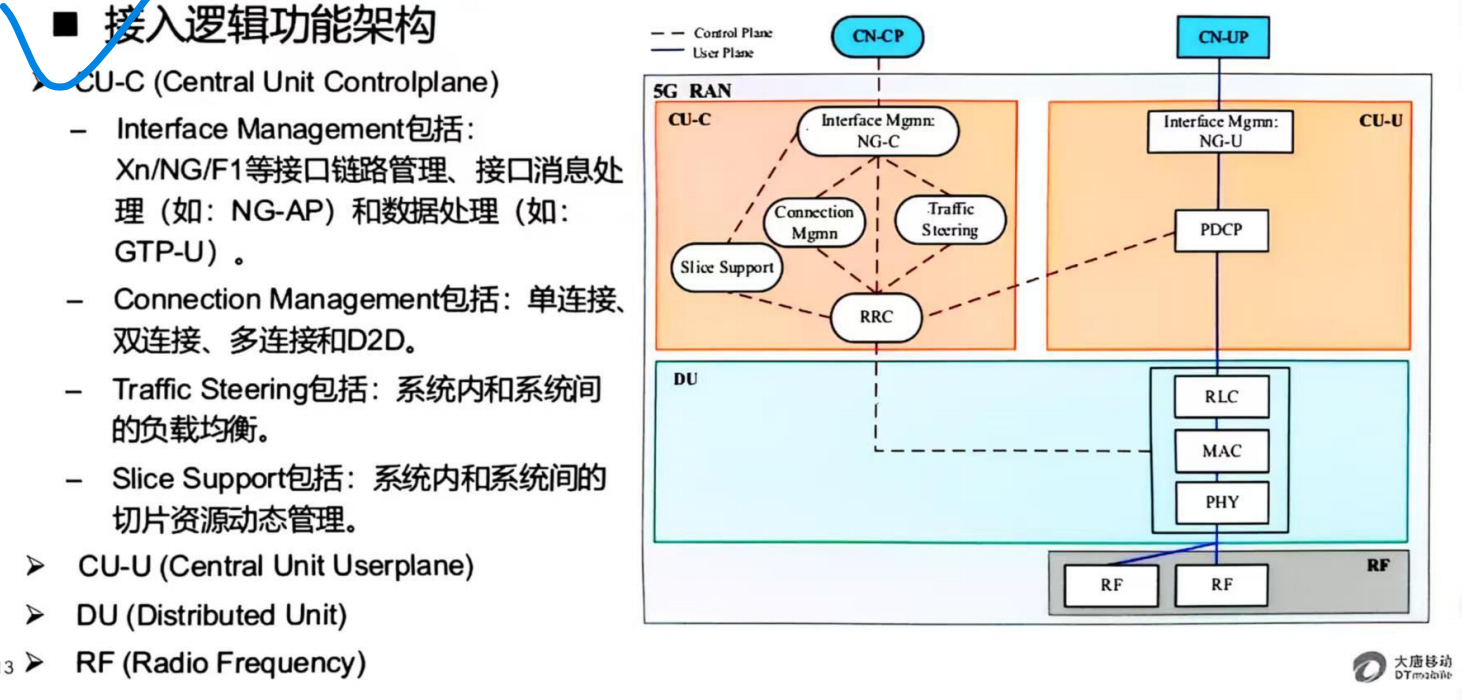 ■ 接入逻辑功能架构
➢ CU-C (Central Unit Controlplane)
– Interface Management包括：
Xn/NG/F1等接口链路管理、接口消息处
理（如：NG-AP）和数据处理（如：
GTP-U）。
– Connection Management包括：单连接、
双连接、多连接和D2D。
– Traffic Steering包括：系统内和系统间
的负载均衡。
– Slice Support包括：系统内和系统间的
切片资源动态管理。
➢ CU-U (Central Unit Userplane)
➢ DU (Distributed Unit)
➢ RF (Radio Frequency)
13
Control Plane
User Plane
CN-CP
CN-UP
5G RAN
CU-C
Interface Mgmn:
NG-C
Connection
Mgmn
Traffic
Steering
Slice Support
RRC
CU-U
Interface Mgmn:
NG-U
PDCP
DU
RLC
MAC
PHY
RF
RF
RF
大唐移动
DTmobile